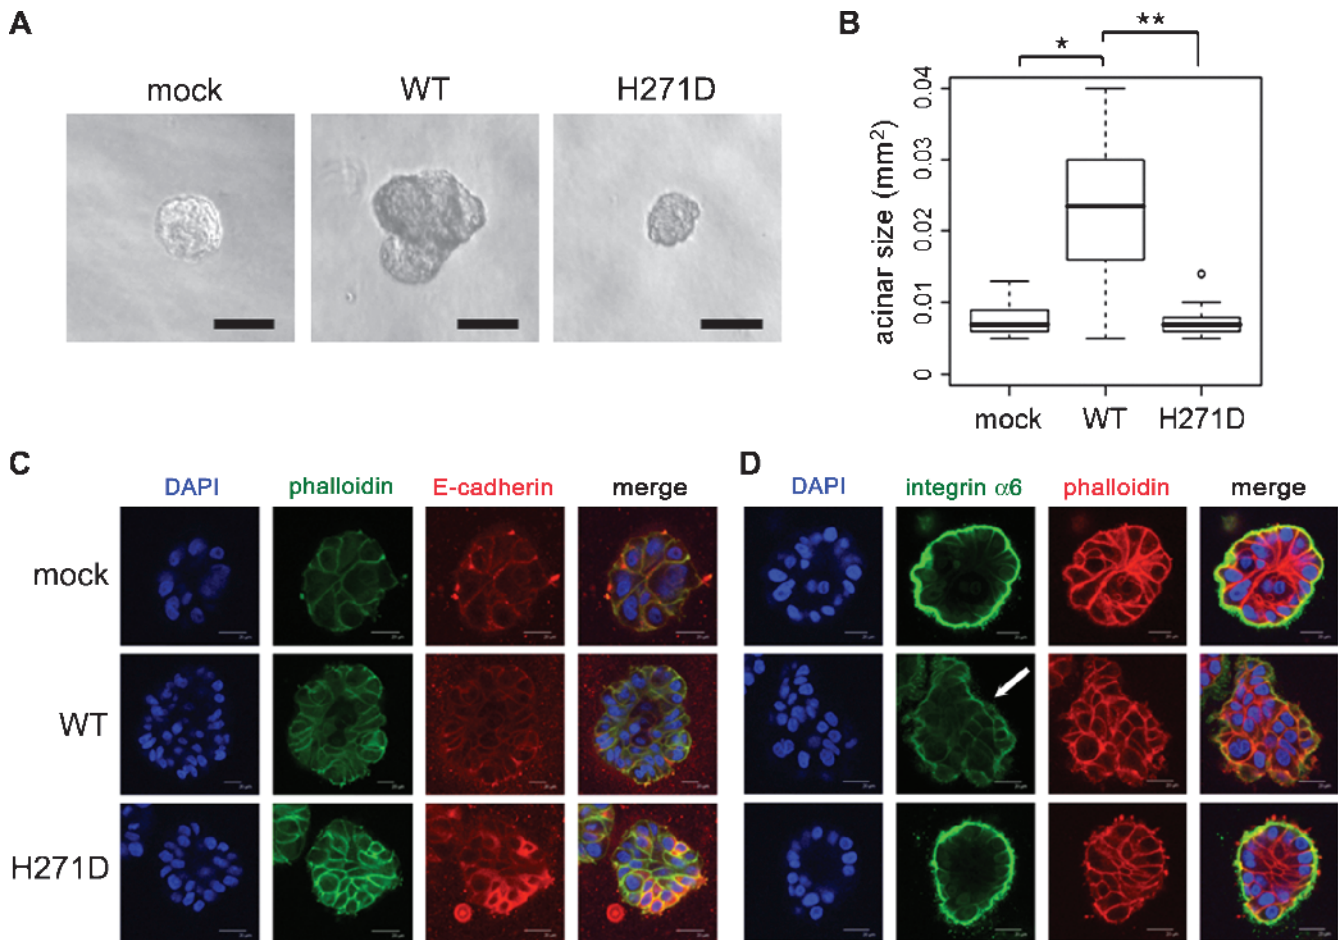 A
mock
WT
H271D
B
*
**
acinar size (mm²)
0.04
0.03
0.02
0.01
0
mock
WT
H271D
C
DAPI
phalloidin
E-cadherin
merge
mock
WT
H271D
D
DAPI
integrin α6
phalloidin
merge